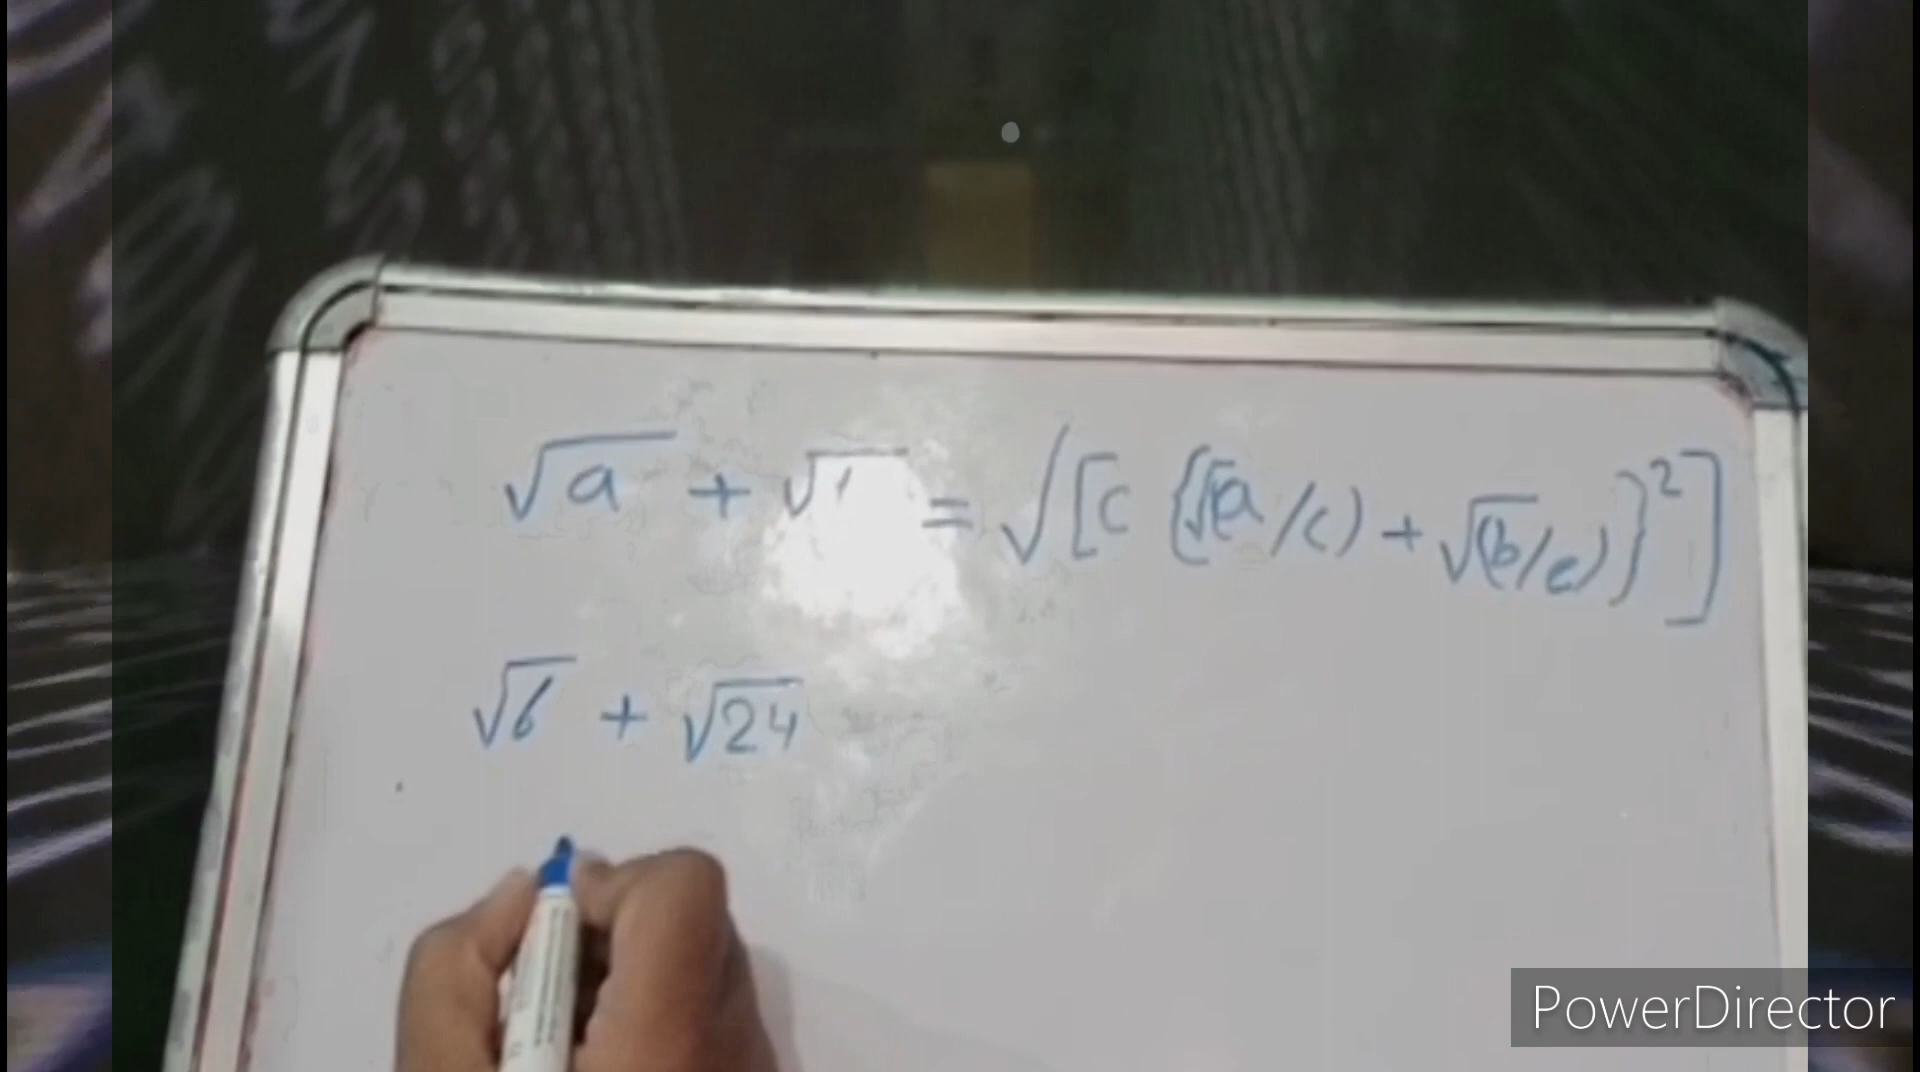 √a + √ = √[c {√(a/c) + √(b/c)}²]
√6 + √24
PowerDirector